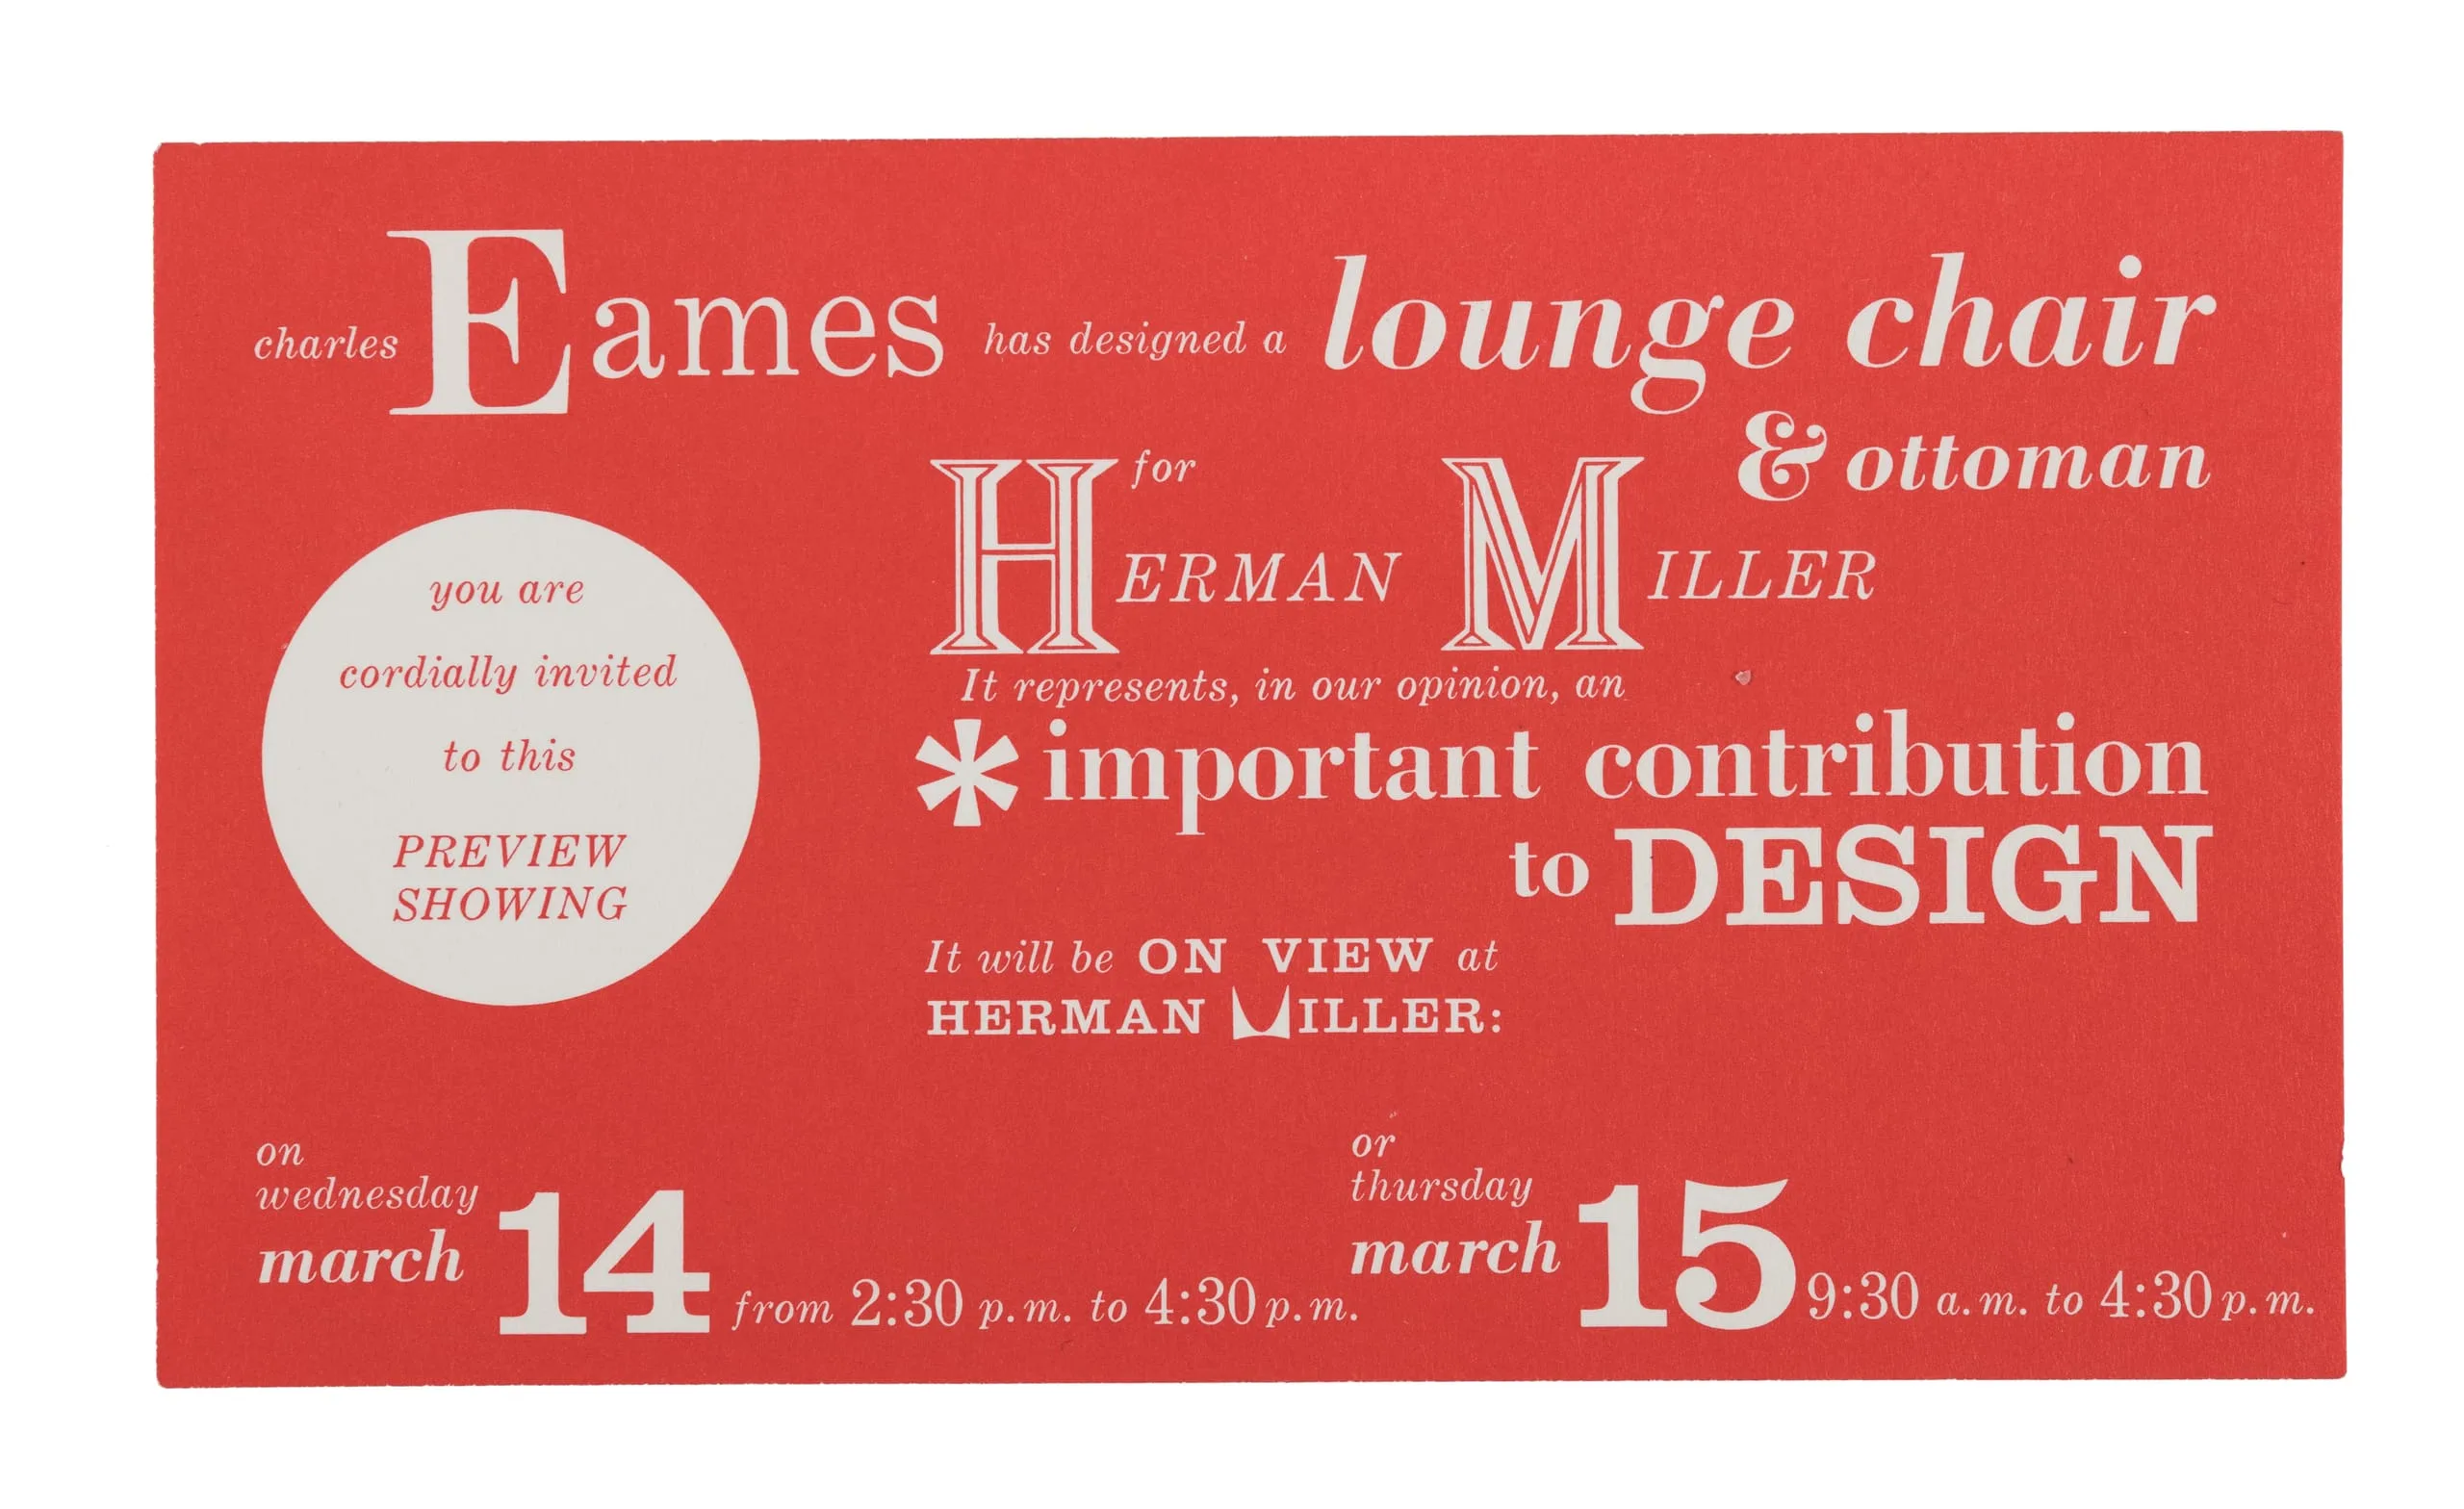 charles Eames has designed a lounge chair
& ottoman
for
HERMAN MILLER
you are
cordially invited
to this
PREVIEW
SHOWING
It represents, in our opinion, an
*important contribution
to DESIGN
It will be ON VIEW at
HERMAN MILLER:
on
wednesday
march 14 from 2:30 p.m. to 4:30 p.m.
or
thursday
march 15 9:30 a.m. to 4:30 p.m.